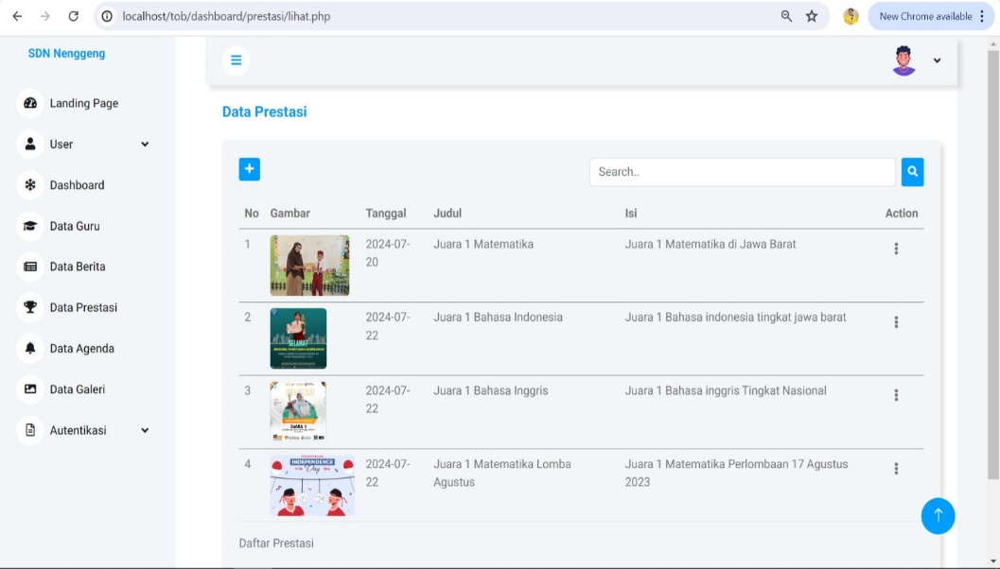 localhost/tob/dashboard/prestasi/lihat.php
New Chrome available
SDN Nenggeng
Landing Page
User
Dashboard
Data Guru
Data Berita
Data Prestasi
Data Agenda
Data Galeri
Autentikasi
Data Prestasi
+
Search..
No Gambar Tanggal Judul Isi Action
1 2024-07- Juara 1 Matematika Juara 1 Matematika di Jawa Barat
20
2 2024-07- Juara 1 Bahasa Indonesia Juara 1 Bahasa indonesia tingkat jawa barat
22
SELAMAT
3 2024-07- Juara 1 Bahasa Inggris Juara 1 Bahasa inggris Tingkat Nasional
22
JUARA 1
4 2024-07- Juara 1 Matematika Lomba Juara 1 Matematika Perlombaan 17 Agustus
22 Agustus 2023
INDEPENDENCE
Day
Daftar Prestasi